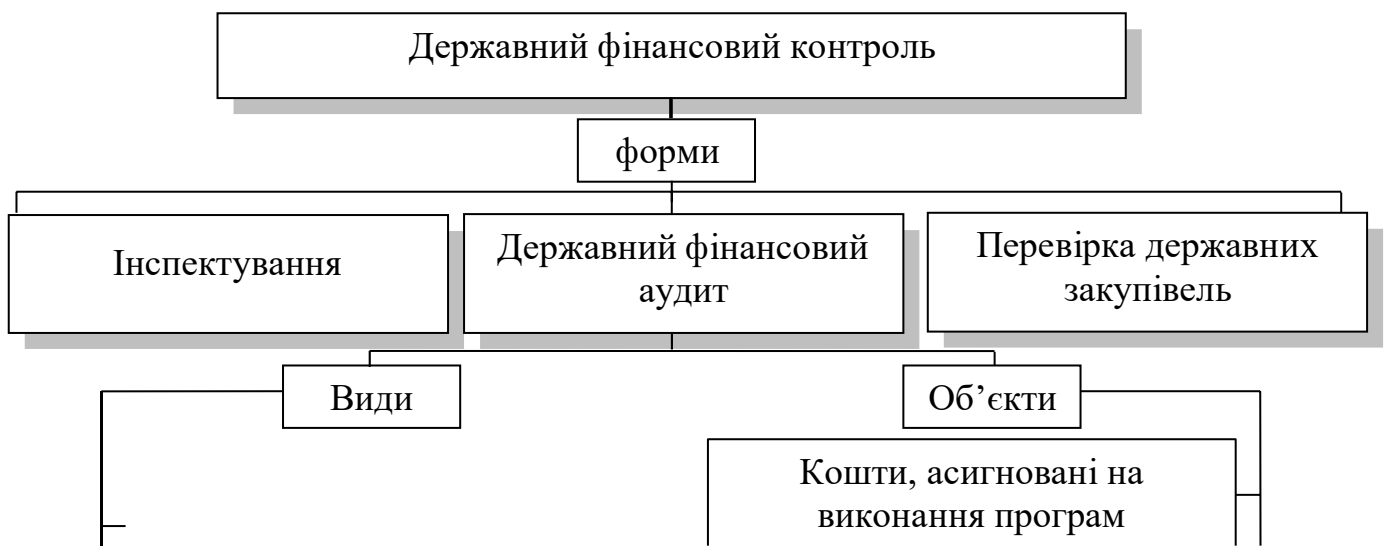 Державний фінансовий контроль
форми
Інспектування
Державний фінансовий
аудит
Перевірка державних
закупівель
Види
Об’єкти
Кошти, асигновані на
виконання програм